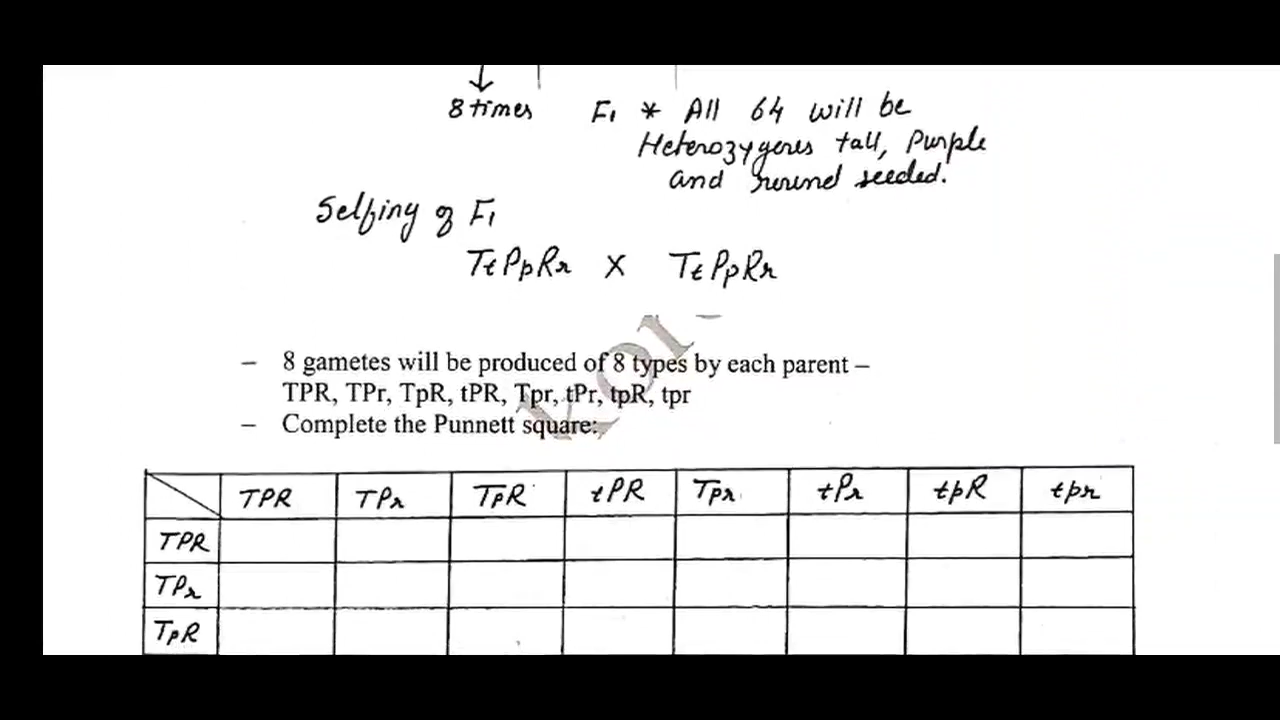 8 times F₁ * All 64 will be
Heterozygous tall, Purple
and round seeded.
Selfing of F₁
TtPpRr X TtPpRr
KOI
– 8 gametes will be produced of 8 types by each parent –
TPR, TPr, TpR, tPR, Tpr, tPr, tpR, tpr
– Complete the Punnett square:
TPR TPr TpR tPR Tpr tPr tpR tpr
TPR
TPr
TpR